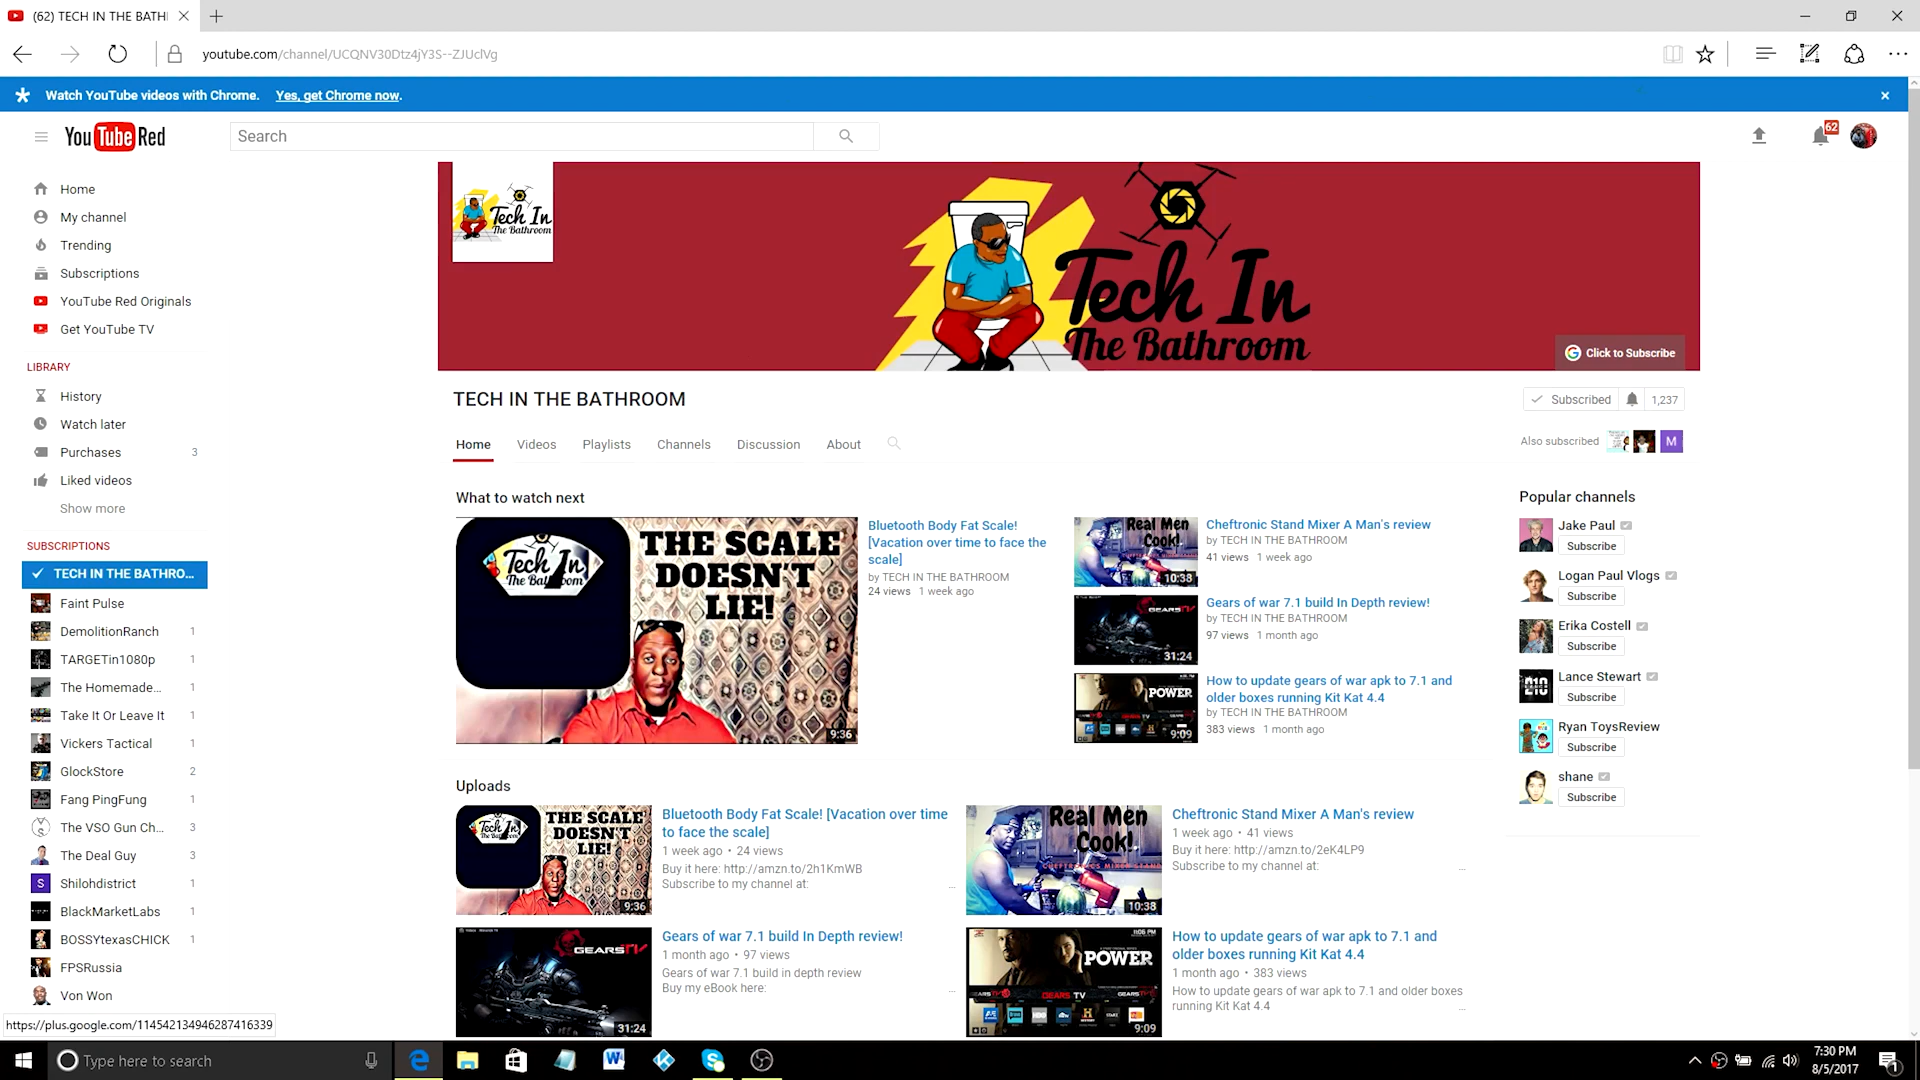 (62) TECH IN THE BATH
youtube.com/channel/UCQNV30Dtz4jY3S--ZJUclVg
Watch YouTube videos with Chrome. Yes, get Chrome now.
YouTube Red
Search
62
Home
My channel
Trending
Subscriptions
YouTube Red Originals
Get YouTube TV
LIBRARY
History
Watch later
Purchases 3
Liked videos
Show more
SUBSCRIPTIONS
TECH IN THE BATHRO...
Faint Pulse
DemolitionRanch 1
TARGETin1080p 1
The Homemade... 1
Take It Or Leave It 1
Vickers Tactical 1
GlockStore 2
Fang PingFung 1
The VSO Gun Ch... 3
The Deal Guy 3
S Shilohdistrict 1
BlackMarketLabs 1
BOSSYtexasCHICK 1
FPSRussia
Von Won
https://plus.google.com/114542134946287416339
Tech In
The Bathroom
Tech In
The Bathroom
Click to Subscribe
TECH IN THE BATHROOM
Subscribed 1,237
Home Videos Playlists Channels Discussion About
Also subscribed M
What to watch next
Tech In
The Bathroom
THE SCALE
DOESN'T
LIE!
9:36
Bluetooth Body Fat Scale!
[Vacation over time to face the
scale]
by TECH IN THE BATHROOM
24 views 1 week ago
Real Men
Cook!
10:38
Cheftronic Stand Mixer A Man's review
by TECH IN THE BATHROOM
41 views 1 week ago
GEARSTV
31:24
Gears of war 7.1 build In Depth review!
by TECH IN THE BATHROOM
97 views 1 month ago
POWER
9:09
How to update gears of war apk to 7.1 and
older boxes running Kit Kat 4.4
by TECH IN THE BATHROOM
383 views 1 month ago
Popular channels
Jake Paul
Subscribe
Logan Paul Vlogs
Subscribe
Erika Costell
Subscribe
Lance Stewart
Subscribe
Ryan ToysReview
Subscribe
shane
Subscribe
Uploads
Tech In
The Bathroom
THE SCALE
DOESN'T
LIE!
9:36
Bluetooth Body Fat Scale! [Vacation over time
to face the scale]
1 week ago • 24 views
Buy it here: http://amzn.to/2h1KmWB
Subscribe to my channel at:
...
Real Men
Cook!
10:38
Cheftronic Stand Mixer A Man's review
1 week ago • 41 views
Buy it here: http://amzn.to/2eK4LP9
Subscribe to my channel at:
...
GEARSTV
31:24
Gears of war 7.1 build In Depth review!
1 month ago • 97 views
Gears of war 7.1 build in depth review
Buy my eBook here:
...
11:06 PM
POWER
GEARS TV
HBO
9:09
How to update gears of war apk to 7.1 and
older boxes running Kit Kat 4.4
1 month ago • 383 views
How to update gears of war apk to 7.1 and older boxes
running Kit Kat 4.4
...
Type here to search
7:30 PM
8/5/2017
1